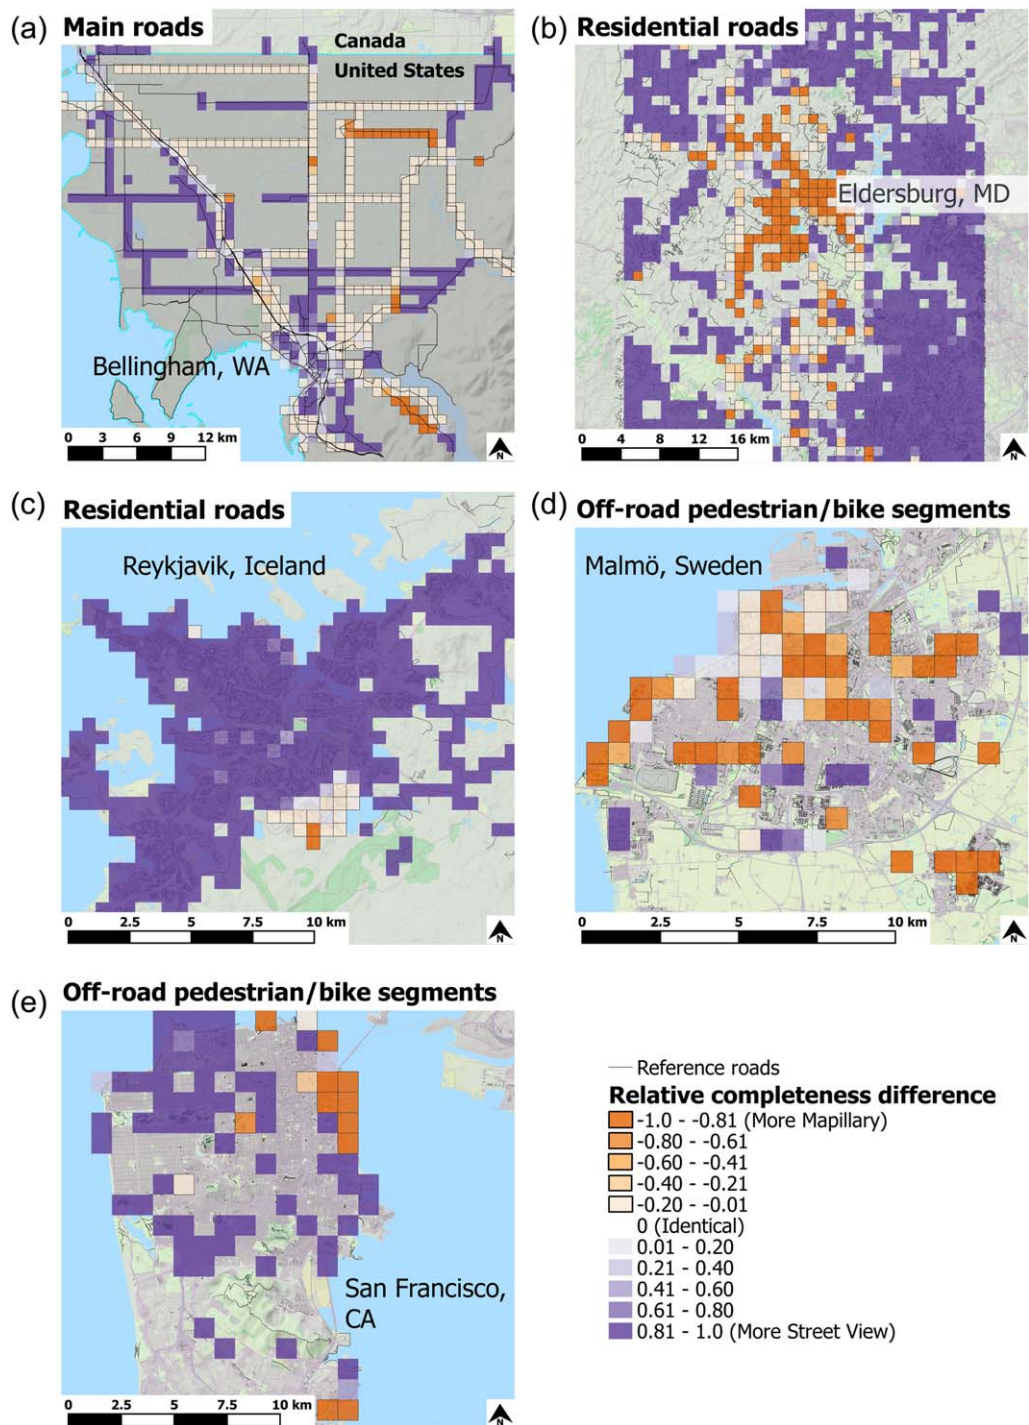 (a) Main roads
Canada
United States
Bellingham, WA
0 3 6 9 12 km
N
(b) Residential roads
Eldersburg, MD
0 4 8 12 16 km
N
(c) Residential roads
Reykjavik, Iceland
0 2.5 5 7.5 10 km
N
(d) Off-road pedestrian/bike segments
Malmö, Sweden
0 2.5 5 7.5 10 km
N
(e) Off-road pedestrian/bike segments
San Francisco,
CA
0 2.5 5 7.5 10 km
N
Reference roads
Relative completeness difference
-1.0 - -0.81 (More Mapillary)
-0.80 - -0.61
-0.60 - -0.41
-0.40 - -0.21
-0.20 - -0.01
0 (Identical)
0.01 - 0.20
0.21 - 0.40
0.41 - 0.60
0.61 - 0.80
0.81 - 1.0 (More Street View)